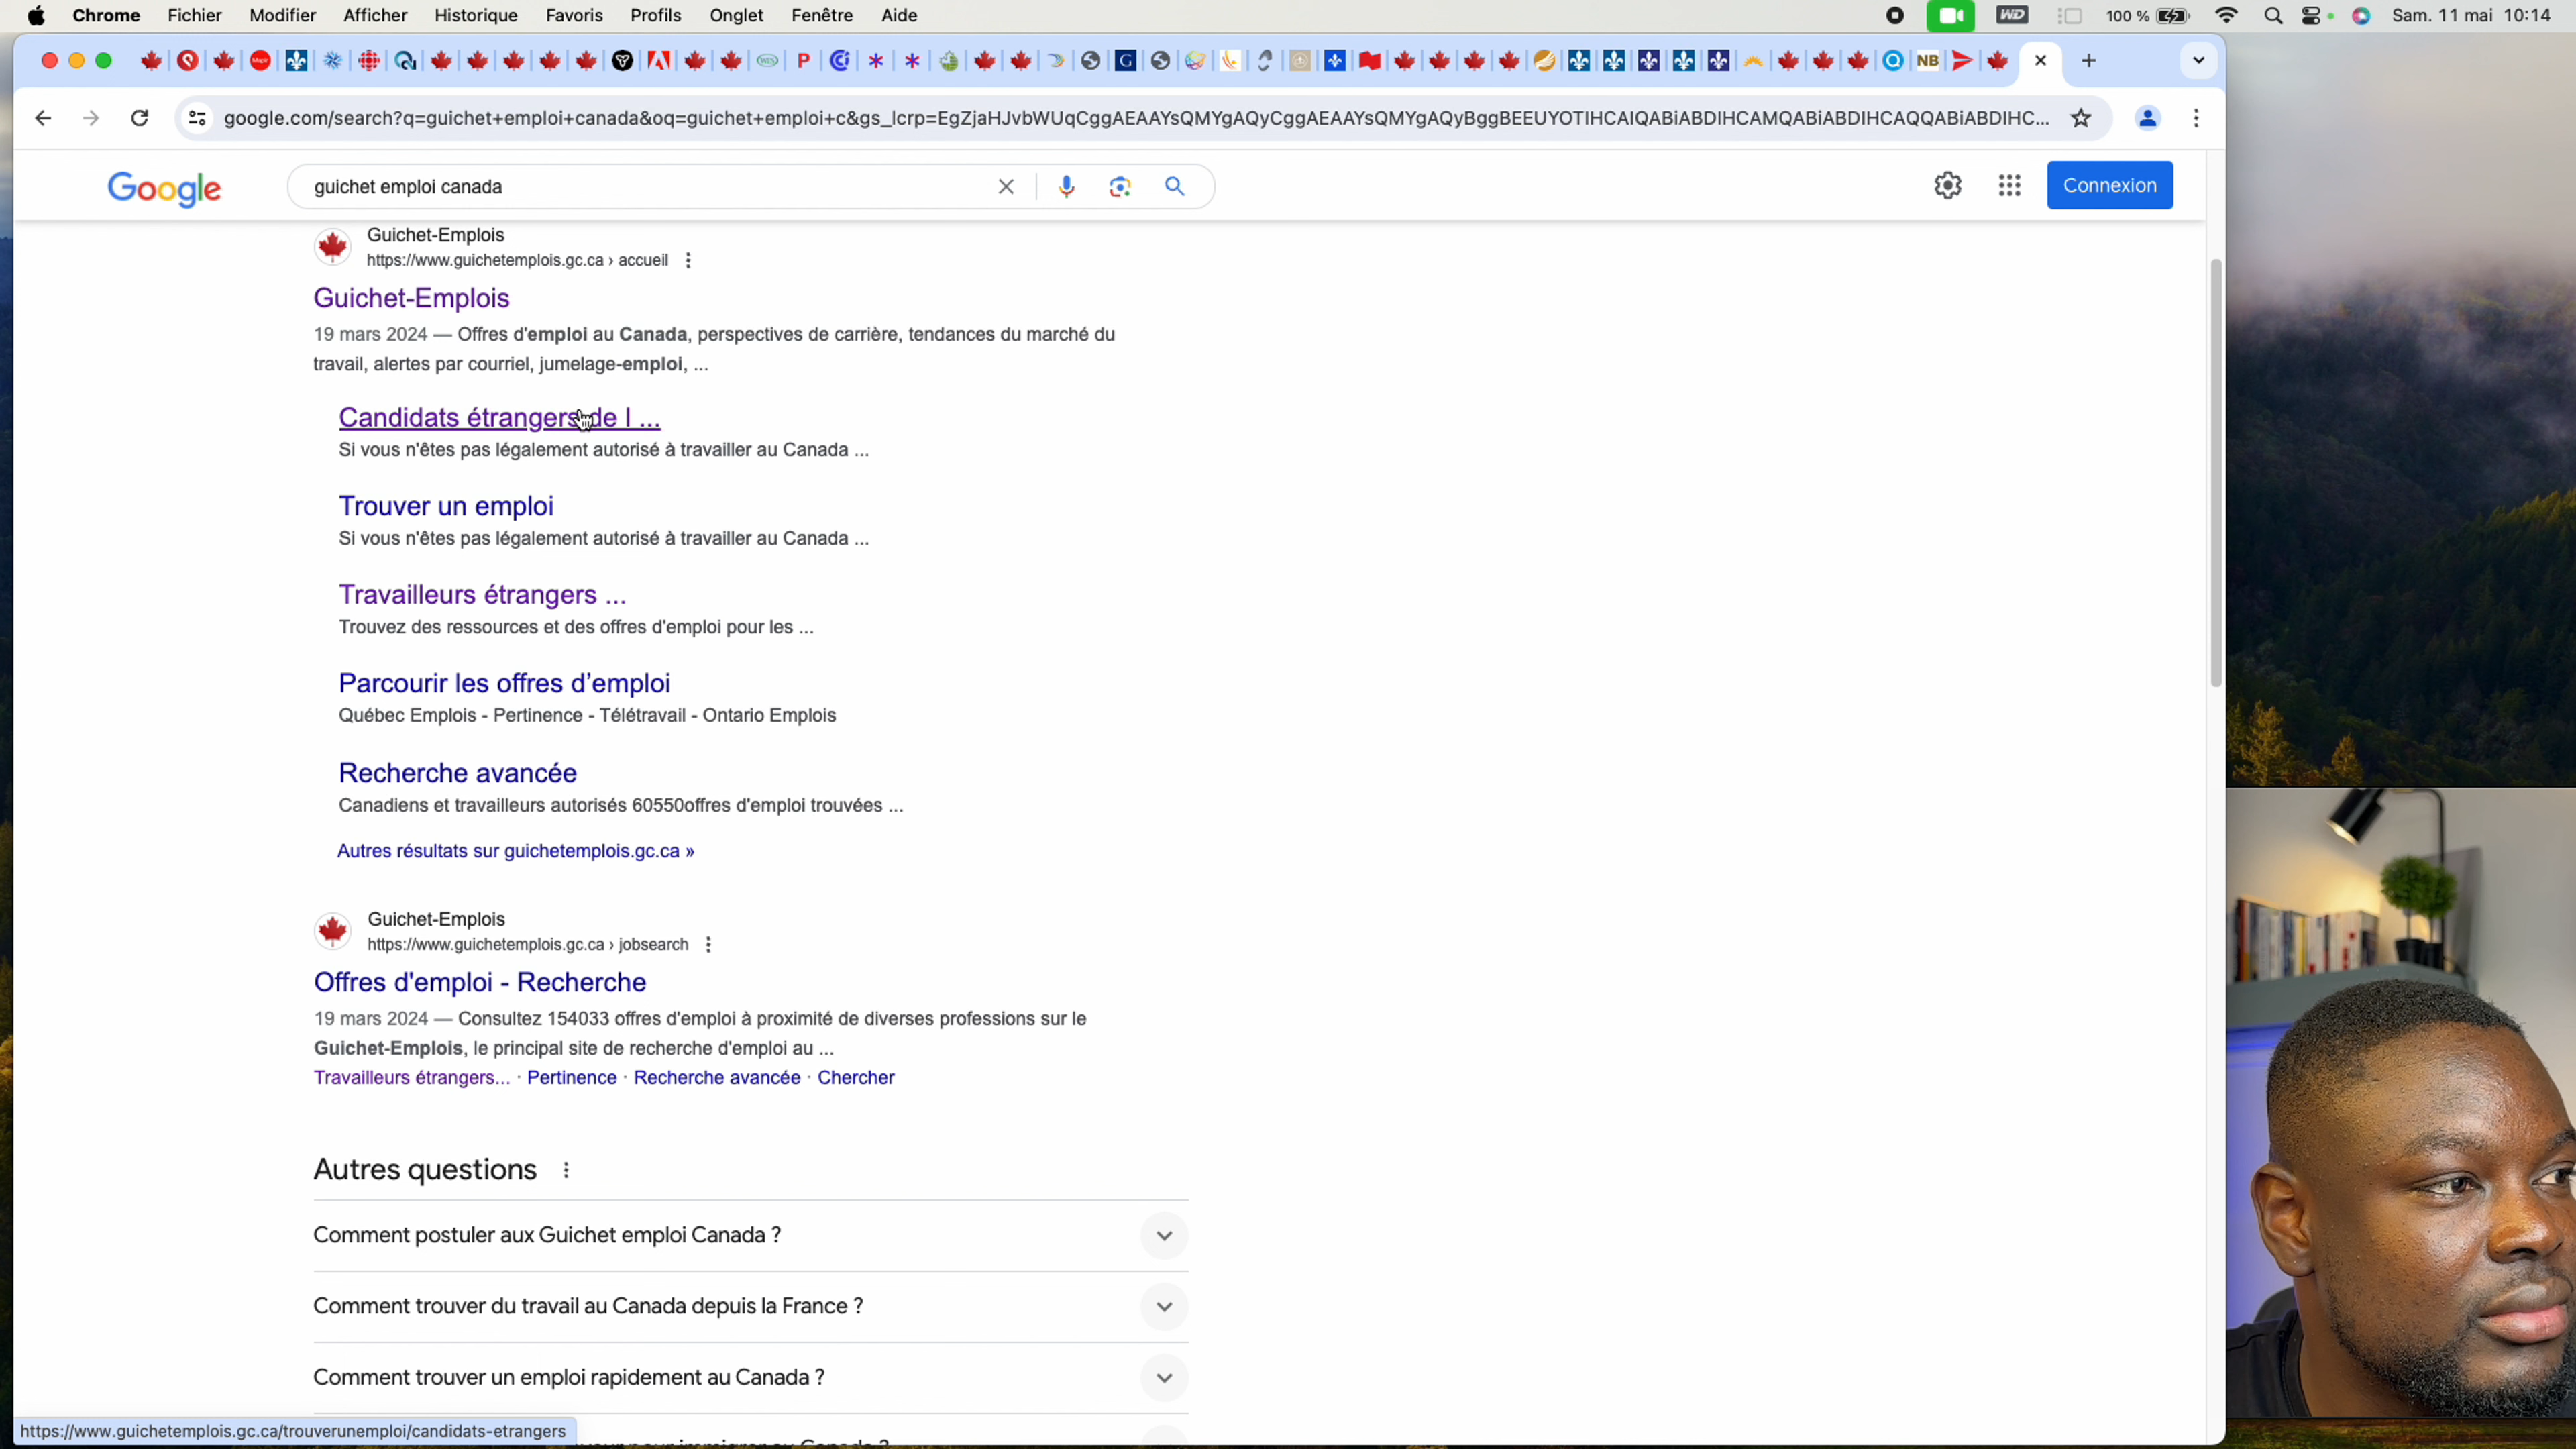 Chrome Fichier Modifier Afficher Historique Favoris Profils Onglet Fenêtre Aide
WD 100 % Sam. 11 mai 10:14
google.com/search?q=guichet+emploi+canada&oq=guichet+emploi+c&gs_lcrp=EgZjaHJvbWUqCggAEAAYsQMYgAQyCggAEAAYsQMYgAQyBggBEEUYOTIHCAIQABiABDIHCAMQABiABDIHCAQQABiABDIHC...
Google guichet emploi canada Connexion
Guichet-Emplois
https://www.guichetemplois.gc.ca › accueil
Guichet-Emplois
19 mars 2024 — Offres d'emploi au Canada, perspectives de carrière, tendances du marché du
travail, alertes par courriel, jumelage-emploi, ...
Candidats étrangers de l ...
Si vous n'êtes pas légalement autorisé à travailler au Canada ...
Trouver un emploi
Si vous n'êtes pas légalement autorisé à travailler au Canada ...
Travailleurs étrangers ...
Trouvez des ressources et des offres d'emploi pour les ...
Parcourir les offres d’emploi
Québec Emplois - Pertinence - Télétravail - Ontario Emplois
Recherche avancée
Canadiens et travailleurs autorisés 60550offres d'emploi trouvées ...
Autres résultats sur guichetemplois.gc.ca »
Guichet-Emplois
https://www.guichetemplois.gc.ca › jobsearch
Offres d'emploi - Recherche
19 mars 2024 — Consultez 154033 offres d'emploi à proximité de diverses professions sur le
Guichet-Emplois, le principal site de recherche d'emploi au ...
Travailleurs étrangers... · Pertinence · Recherche avancée · Chercher
Autres questions
Comment postuler aux Guichet emploi Canada ?
Comment trouver du travail au Canada depuis la France ?
Comment trouver un emploi rapidement au Canada ?
https://www.guichetemplois.gc.ca/trouverunemploi/candidats-etrangers